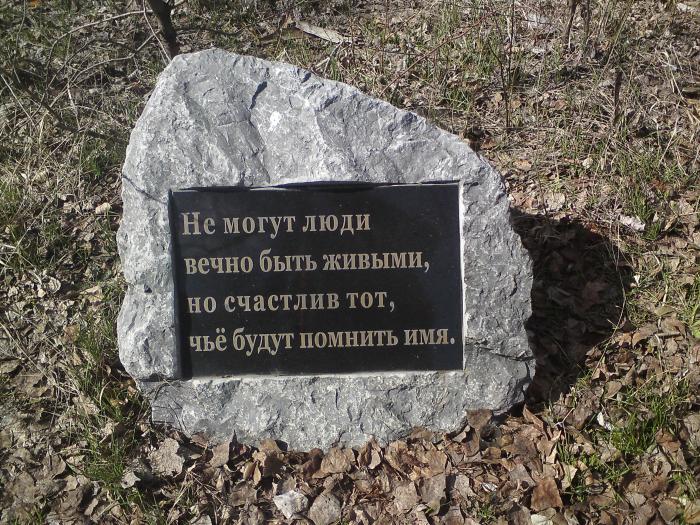 Не могут люди
вечно быть живыми,
но счастлив тот,
чьё будут помнить имя.